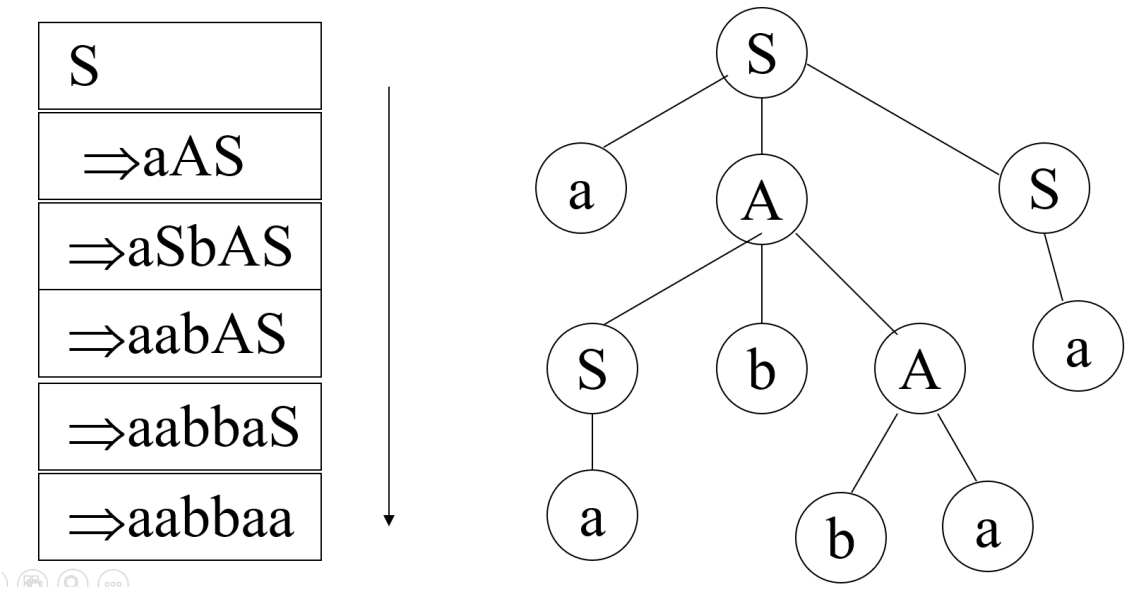 S
⇒aAS
⇒aSbAS
⇒aabAS
⇒aabbaS
⇒aabbaa
S
a A S
S b A a
a b a